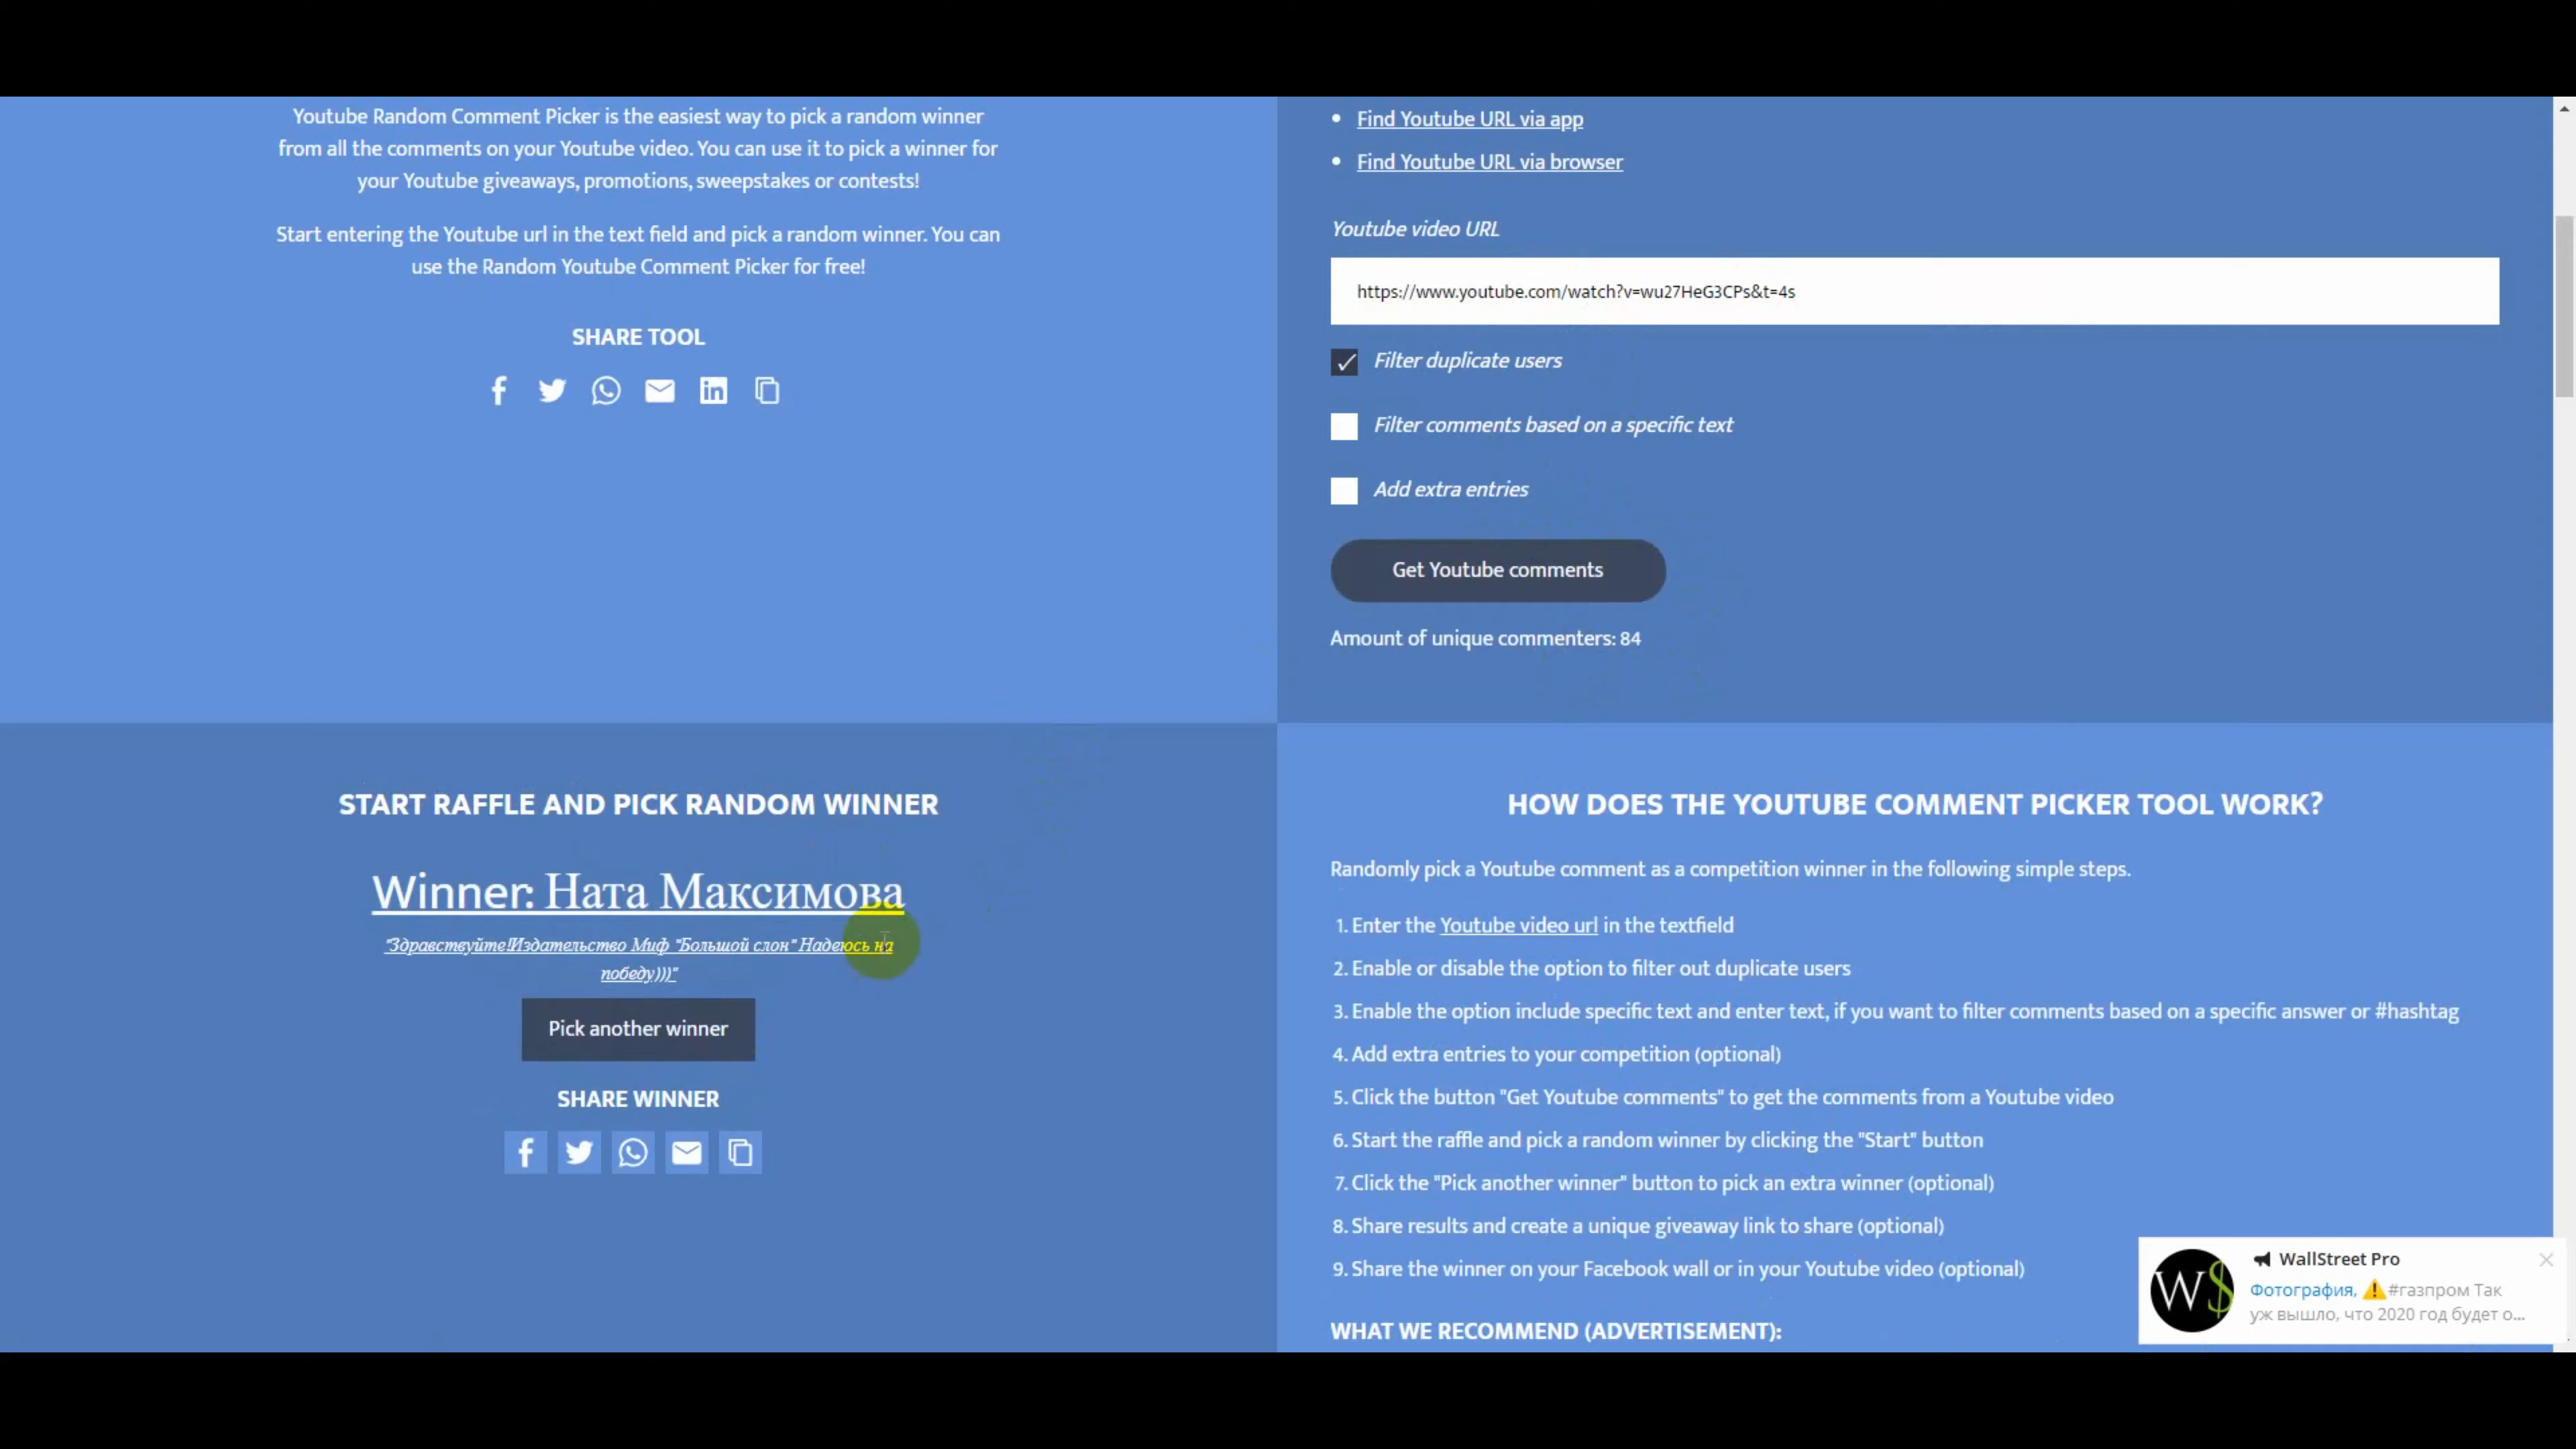 Youtube Random Comment Picker is the easiest way to pick a random winner
from all the comments on your Youtube video. You can use it to pick a winner for
your Youtube giveaways, promotions, sweepstakes or contests!
Start entering the Youtube url in the text field and pick a random winner. You can
use the Random Youtube Comment Picker for free!
SHARE TOOL
Find Youtube URL via app
Find Youtube URL via browser
Youtube video URL
https://www.youtube.com/watch?v=wu27HeG3CPs&t=4s
Filter duplicate users
Filter comments based on a specific text
Add extra entries
Get Youtube comments
Amount of unique commenters: 84
START RAFFLE AND PICK RANDOM WINNER
Winner: Ната Максимова
"Здравствуйте!Издательство Миф "Большой слон" Надеюсь на
победу)))"
Pick another winner
SHARE WINNER
HOW DOES THE YOUTUBE COMMENT PICKER TOOL WORK?
Randomly pick a Youtube comment as a competition winner in the following simple steps.
1. Enter the Youtube video url in the textfield
2. Enable or disable the option to filter out duplicate users
3. Enable the option include specific text and enter text, if you want to filter comments based on a specific answer or #hashtag
4. Add extra entries to your competition (optional)
5. Click the button "Get Youtube comments" to get the comments from a Youtube video
6. Start the raffle and pick a random winner by clicking the "Start" button
7. Click the "Pick another winner" button to pick an extra winner (optional)
8. Share results and create a unique giveaway link to share (optional)
9. Share the winner on your Facebook wall or in your Youtube video (optional)
WHAT WE RECOMMEND (ADVERTISEMENT):
W$
WallStreet Pro
Фотография, ⚠️#газпром Так
уж вышло, что 2020 год будет о...